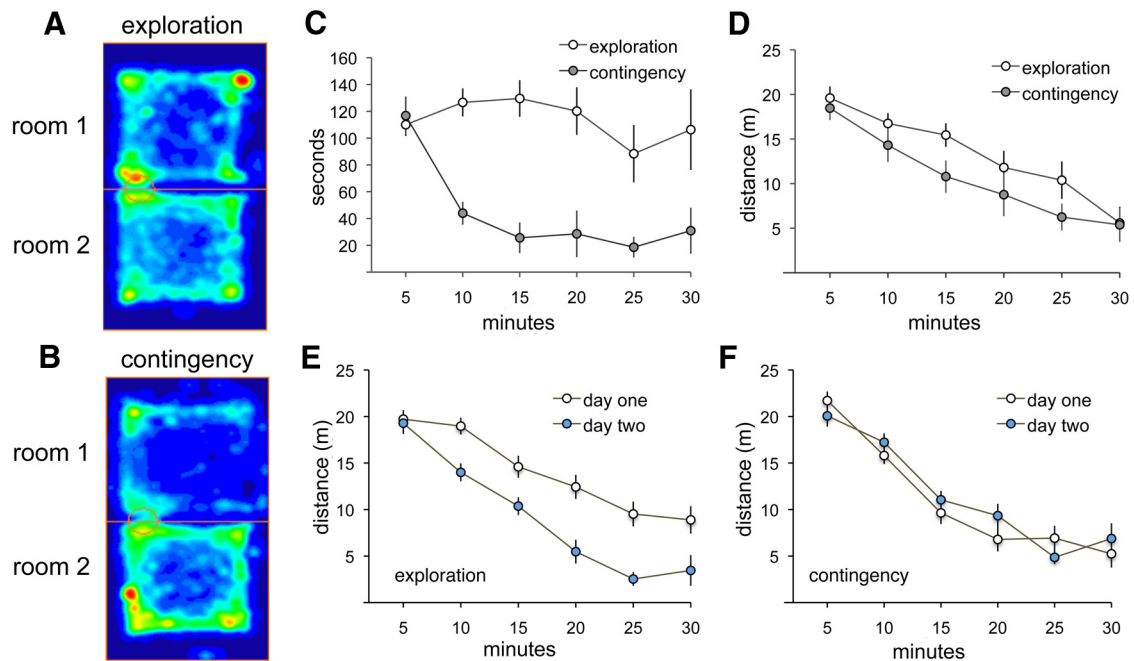 A
exploration
room 1
room 2
B
contingency
room 1
room 2
C
exploration
contingency
seconds
160
140
120
100
80
60
40
20
5 10 15 20 25 30
minutes
D
exploration
contingency
distance (m)
25
20
15
10
5
5 10 15 20 25 30
minutes
E
day one
day two
distance (m)
25
20
15
10
5
exploration
5 10 15 20 25 30
minutes
F
day one
day two
distance (m)
25
20
15
10
5
contingency
5 10 15 20 25 30
minutes